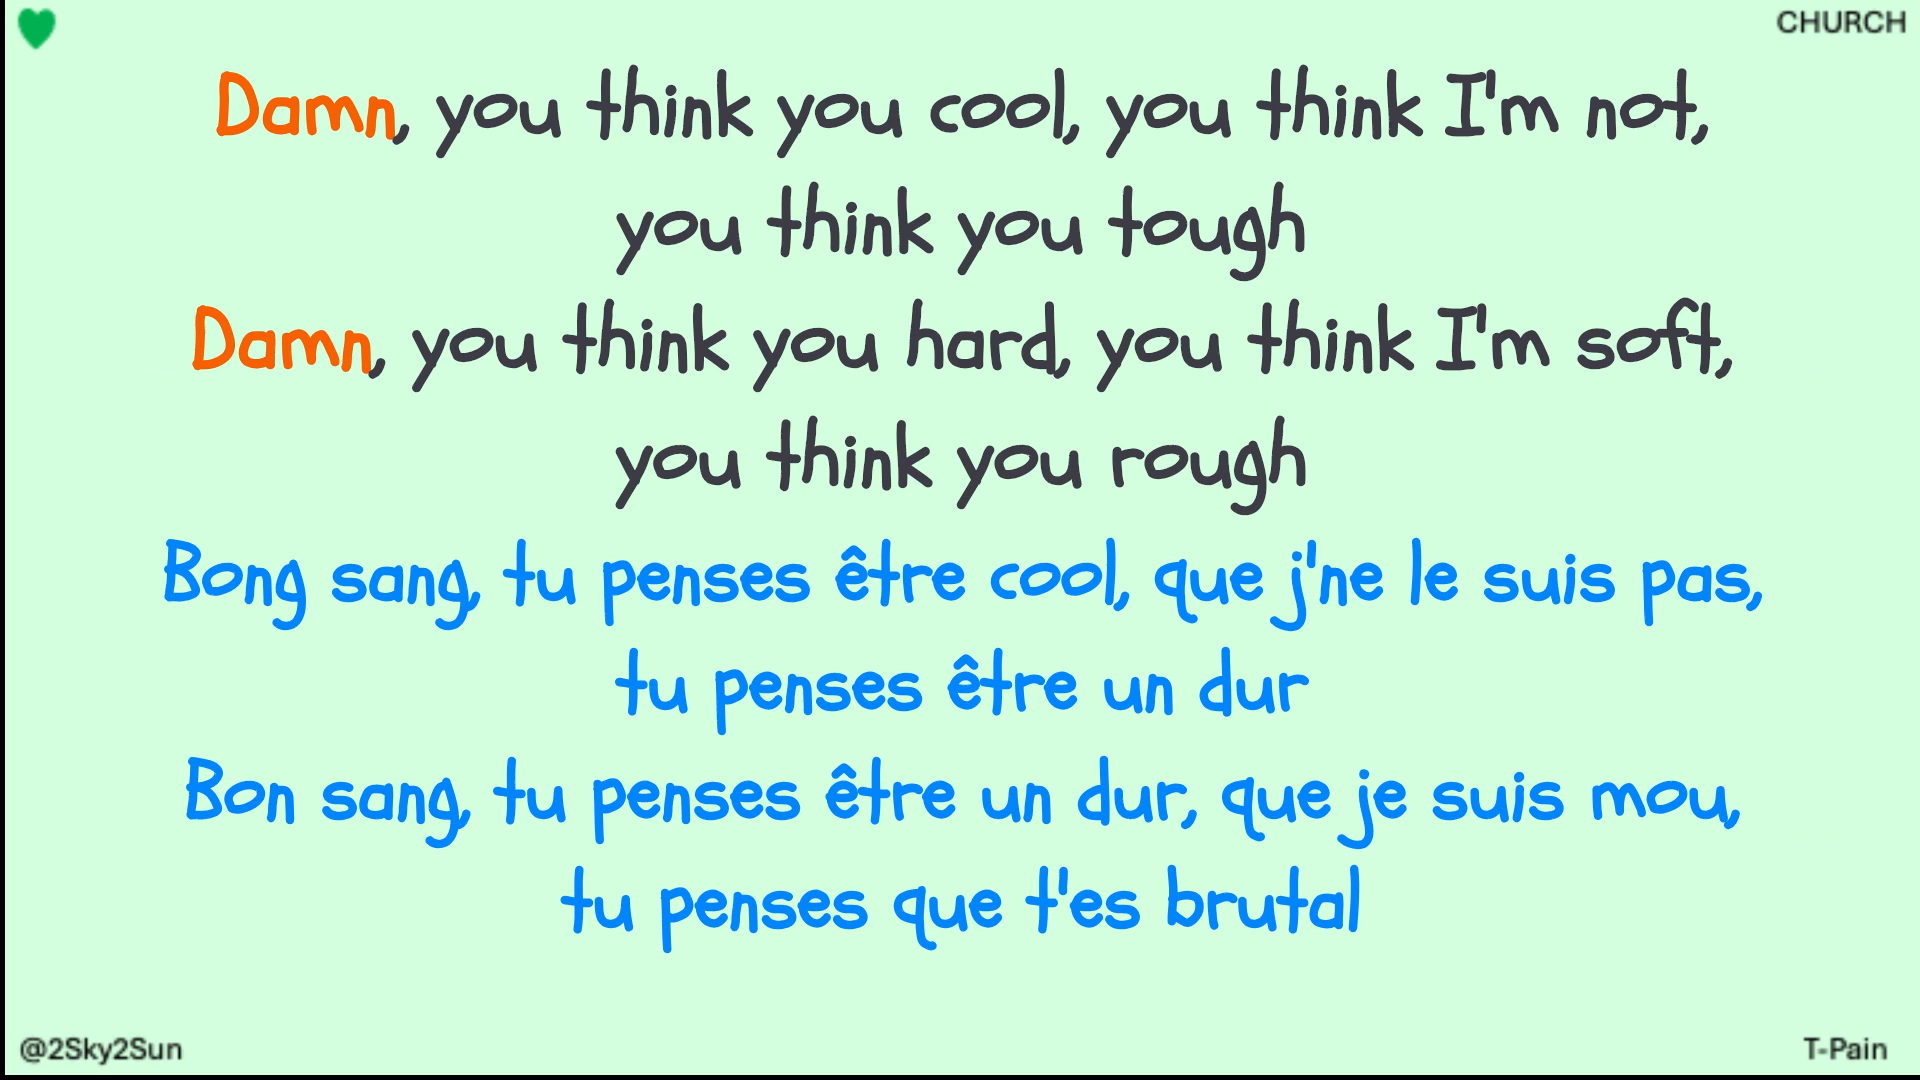 CHURCH
Damn, you think you cool, you think I'm not,
you think you tough
Damn, you think you hard, you think I'm soft,
you think you rough
Bong sang, tu penses être cool, que j'ne le suis pas,
tu penses être un dur
Bon sang, tu penses être un dur, que je suis mou,
tu penses que t'es brutal
@2Sky2Sun
T-Pain